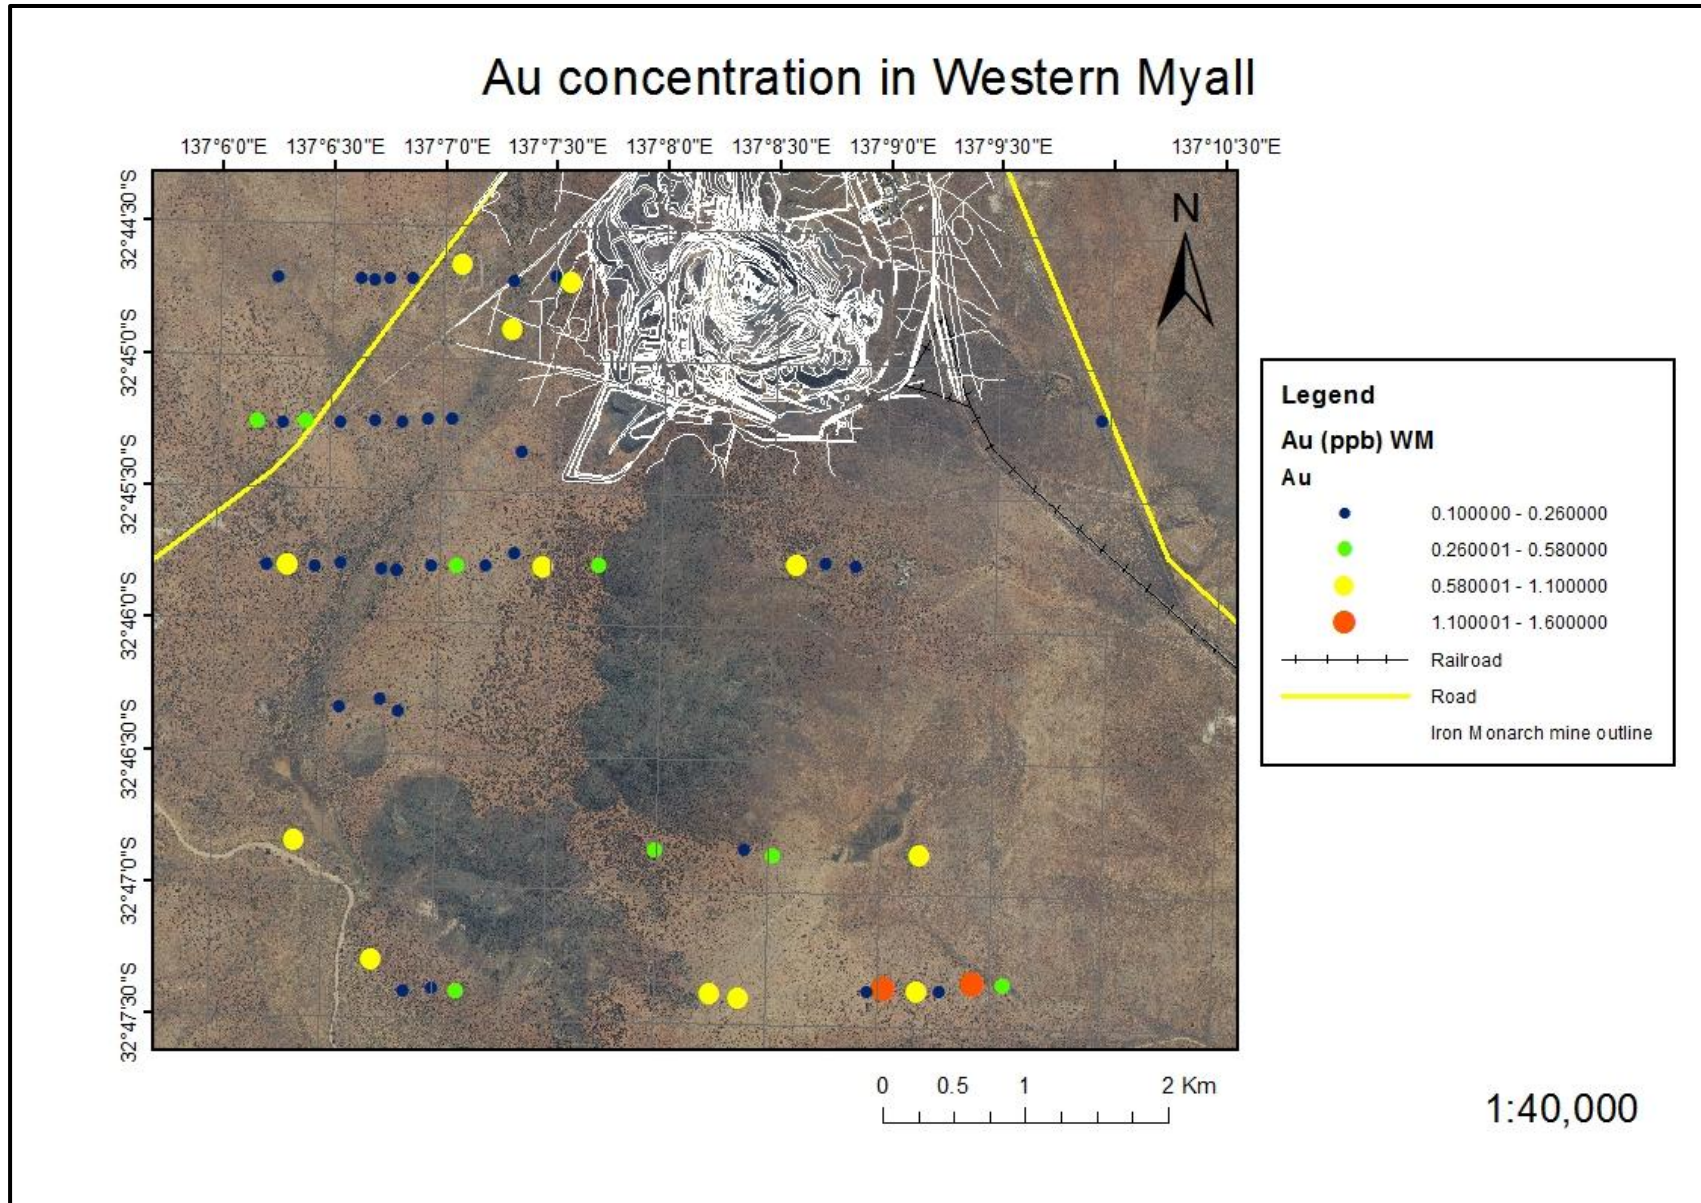 Au concentration in Western Myall
137°6'0"E 137°6'30"E 137°7'0"E 137°7'30"E 137°8'0"E 137°8'30"E 137°9'0"E 137°9'30"E 137°10'30"E
32°44'30"S
32°45'0"S
32°45'30"S
32°46'0"S
32°46'30"S
32°47'0"S
32°47'30"S
N
Legend
Au (ppb) WM
Au
0.100000 - 0.260000
0.260001 - 0.580000
0.580001 - 1.100000
1.100001 - 1.600000
Railroad
Road
Iron Monarch mine outline
0 0.5 1 2 Km
1:40,000